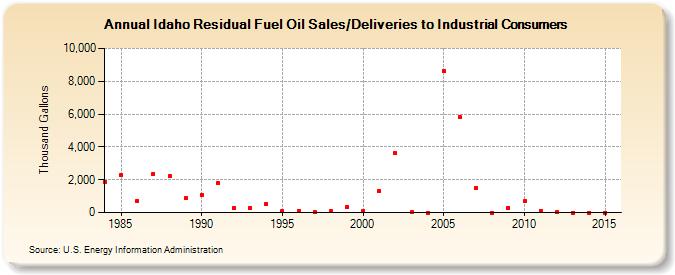 Annual Idaho Residual Fuel Oil Sales/Deliveries to Industrial Consumers
Thousand Gallons
10,000
8,000
6,000
4,000
2,000
0
1985 1990 1995 2000 2005 2010 2015
Source: U.S. Energy Information Administration